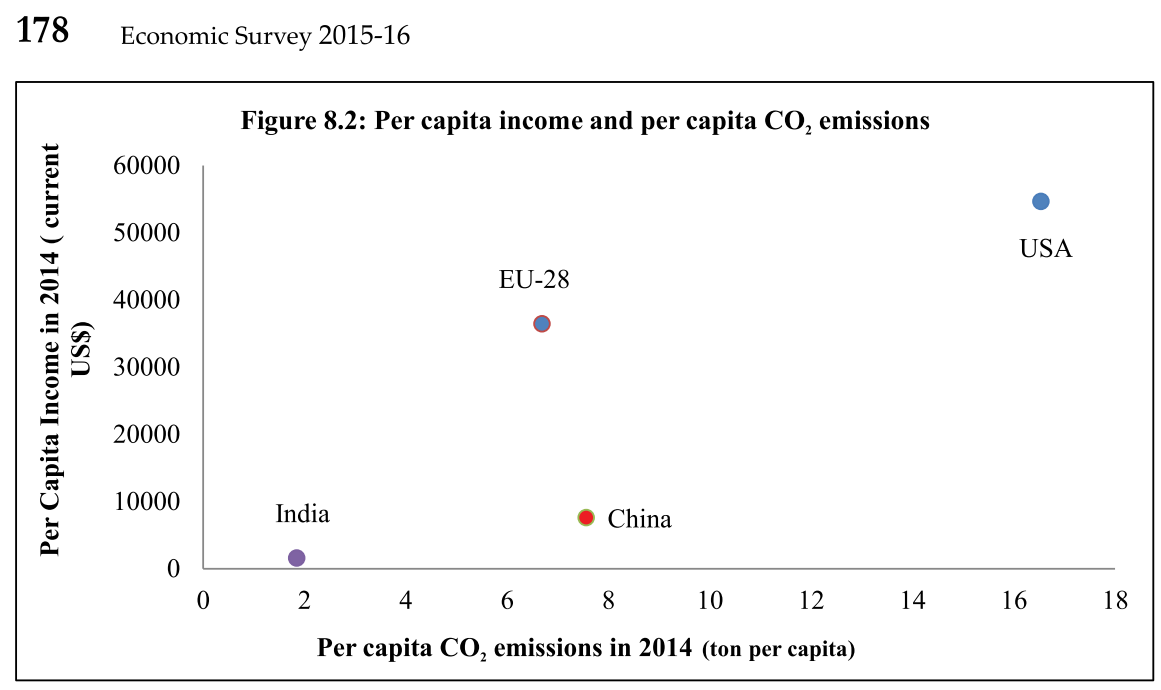 178 Economic Survey 2015-16
Figure 8.2: Per capita income and per capita CO₂ emissions
Per Capita Income in 2014 ( current
US$)
60000
50000
40000
30000
20000
10000
0
USA
EU-28
India
China
0 2 4 6 8 10 12 14 16 18
Per capita CO₂ emissions in 2014 (ton per capita)